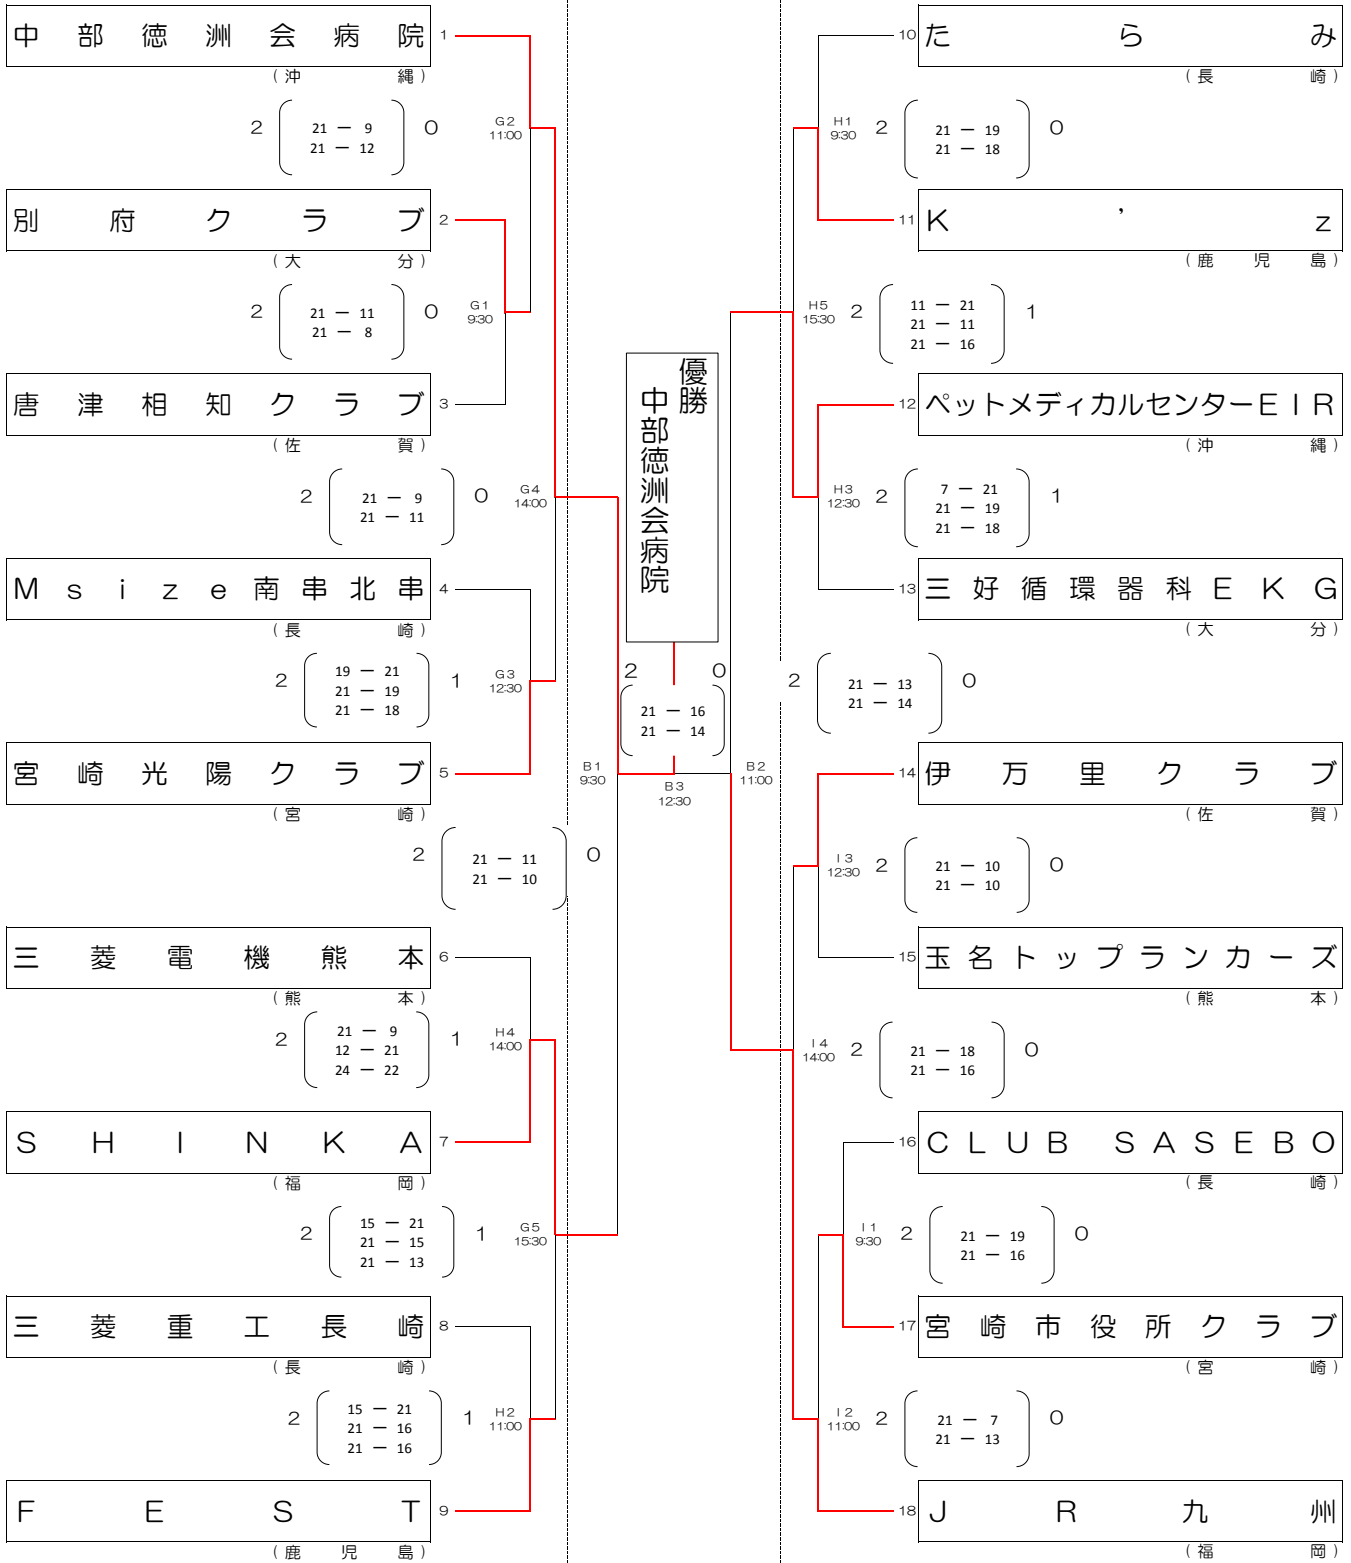 中部徳洲会病院 1
(沖縄)
2 21 － 9 0
21 － 12
G2
11:00
別府クラブ 2
(大分)
2 21 － 11 0
21 － 8
G1
9:30
唐津相知クラブ 3
(佐賀)
2 21 － 9 0
21 － 11
G4
14:00
Msize南串北串 4
(長崎)
2 19 － 21 1
21 － 19
21 － 18
G3
12:30
宮崎光陽クラブ 5
(宮崎)
2 21 － 11 0
21 － 10
B1
9:30
三菱電機熊本 6
(熊本)
2 21 － 9 1
12 － 21
24 － 22
H4
14:00
SHINKA 7
(福岡)
2 15 － 21 1
21 － 15
21 － 13
G5
15:30
三菱重工長崎 8
(長崎)
2 15 － 21 1
21 － 16
21 － 16
H2
11:00
FEST 9
(鹿児島)
優勝
中部徳洲会病院
2 0
21 － 16
21 － 14
B3
12:30
10 たらみ
(長崎)
H1
9:30
2 21 － 19 0
21 － 18
11 K'z
(鹿児島)
H5
15:30
2 11 － 21 1
21 － 11
21 － 16
12 ペットメディカルセンターEIR
(沖縄)
H3
12:30
2 7 － 21 1
21 － 19
21 － 18
13 三好循環器科EKG
(大分)
2 21 － 13 0
21 － 14
B2
11:00
14 伊万里クラブ
(佐賀)
I3
12:30
2 21 － 10 0
21 － 10
15 玉名トップランカーズ
(熊本)
I4
14:00
2 21 － 18 0
21 － 16
16 CLUB SASEBO
(長崎)
I1
9:30
2 21 － 19 0
21 － 16
17 宮崎市役所クラブ
(宮崎)
I2
11:00
2 21 － 7 0
21 － 13
18 JR九州
(福岡)